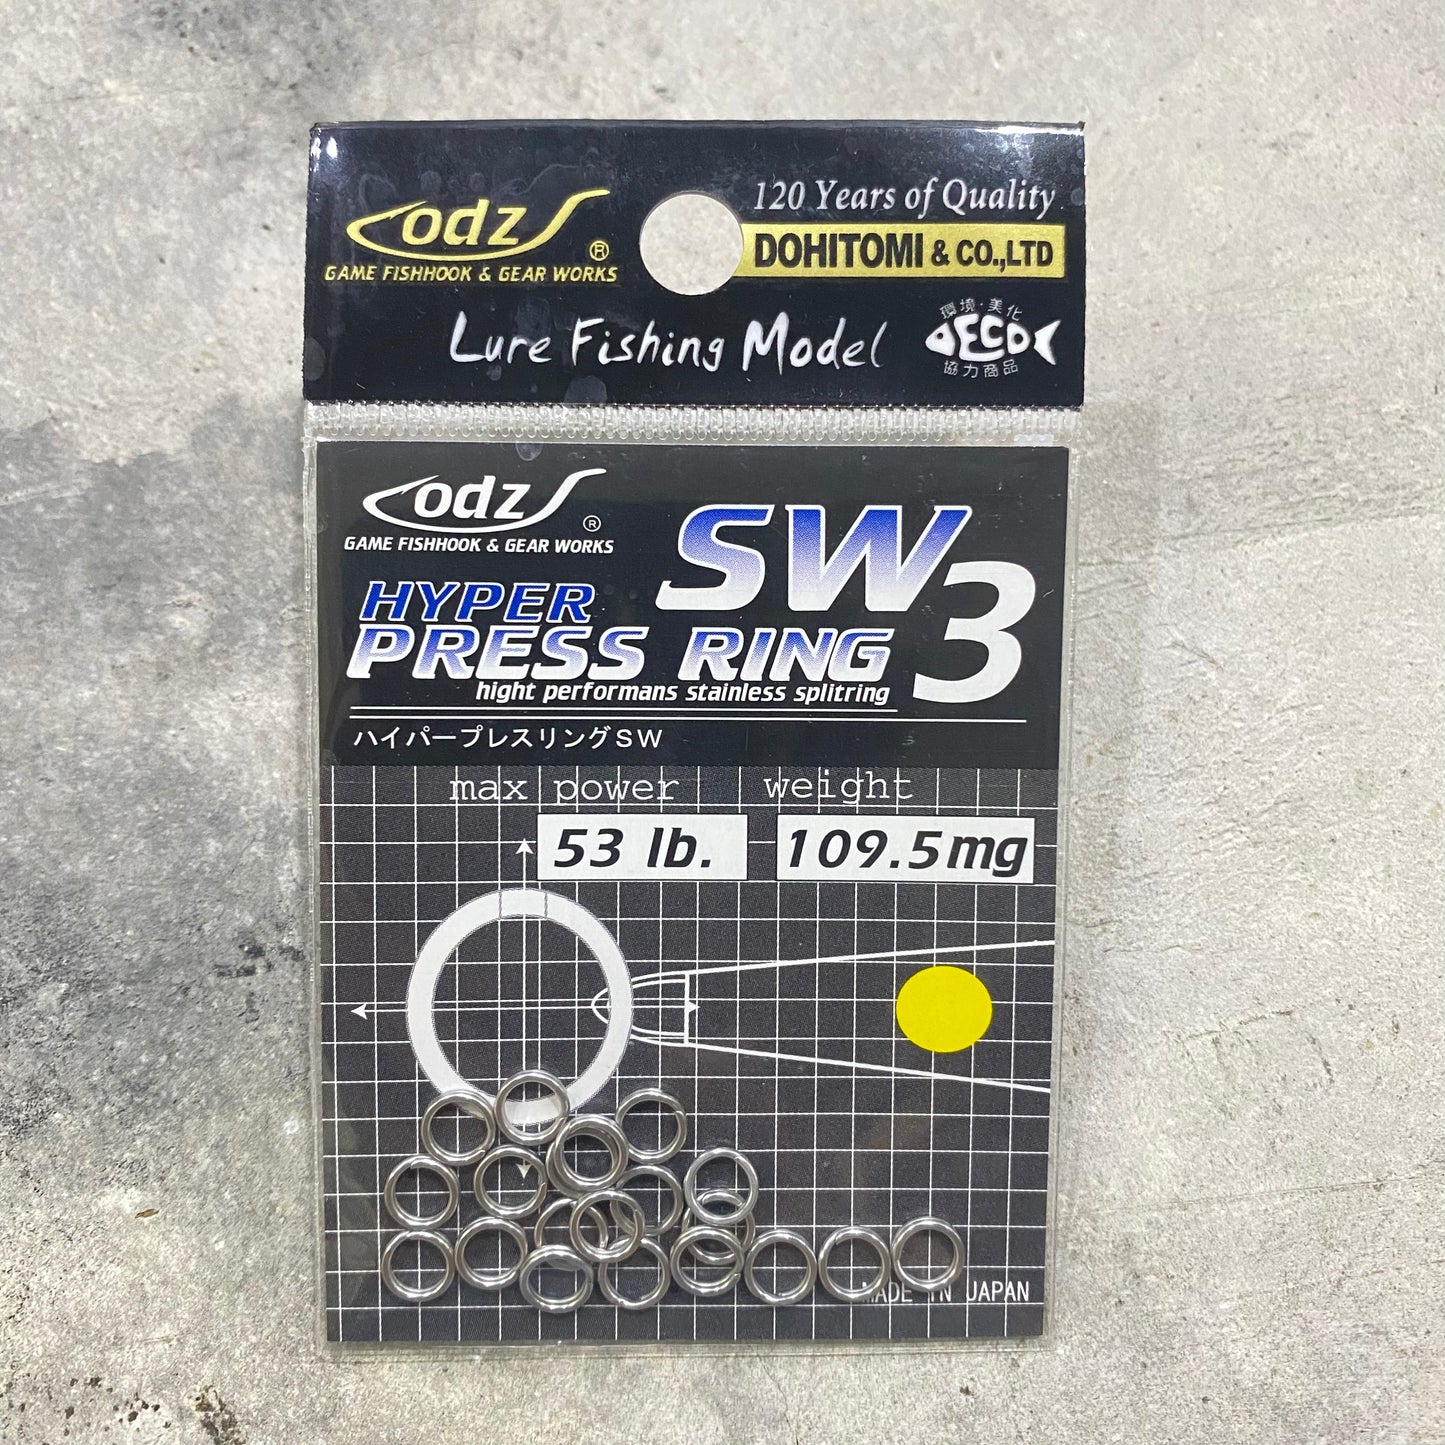 odz ®
GAME FISHHOOK & GEAR WORKS
120 Years of Quality
DOHITOMI & CO.,LTD
Lure Fishing Model
環境・美化
ECO
協力商品
odz ®
GAME FISHHOOK & GEAR WORKS
SW 3
HYPER
PRESS RING
hight performans stainless splitring
ハイパープレスリングSW
max power weight
53 lb. 109.5mg
MADE IN JAPAN